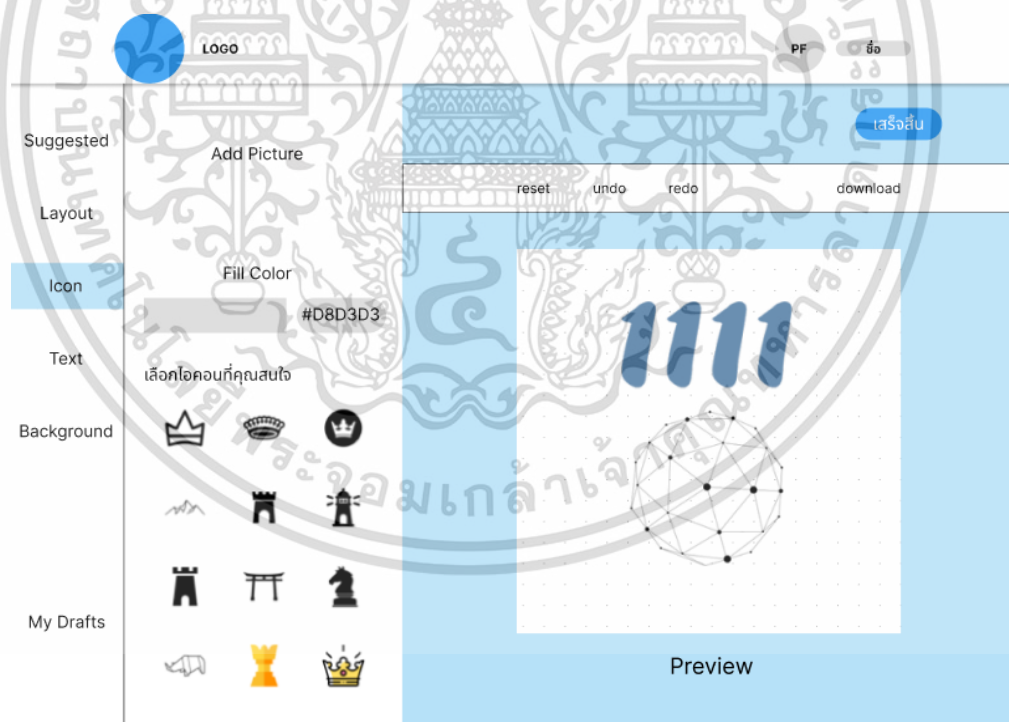 LOGO
PF ชื่อ
เสร็จสิ้น
Suggested
Add Picture
reset undo redo download
Layout
Fill Color
Icon
#D8D3D3
Text
เลือกไอคอนที่คุณสนใจ
1111
Background
My Drafts
Preview